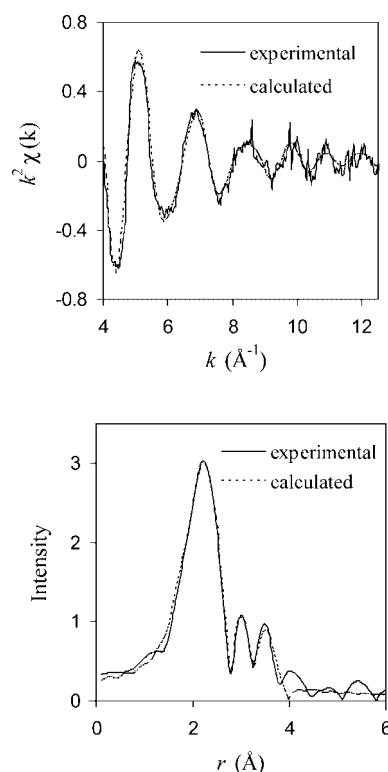 0.8
experimental
calculated
0.4
0
-0.4
-0.8
k² χ(k)
4 6 8 10 12
k (Å⁻¹)
experimental
calculated
3
2
1
0
Intensity
0 2 4 6
r (Å)